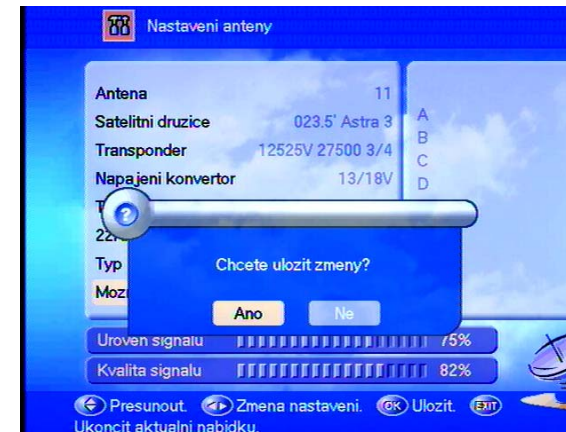 Nastaveni anteny
Antena 11
Satelitni druzice 023.5' Astra 3
Transponder 12525V 27500 3/4
Napajeni konvertor 13/18V
A
B
C
D
Typ
Chcete ulozit zmeny?
Ano Ne
Uroven signalu 75%
Kvalita signalu 82%
Presunout. Zmena nastaveni. OK Ulozit. EXIT
Ukoncit aktualni nabidku.